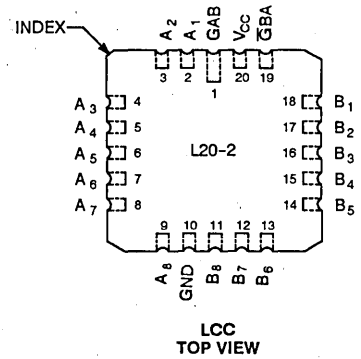 INDEX
A2 A1 GAB VCC G̅BA
3 2 1 20 19
A3 4 18 B1
A4 5 17 B2
A5 6 L20-2 16 B3
A6 7 15 B4
A7 8 14 B5
9 10 11 12 13
A8 GND B8 B7 B6
LCC
TOP VIEW